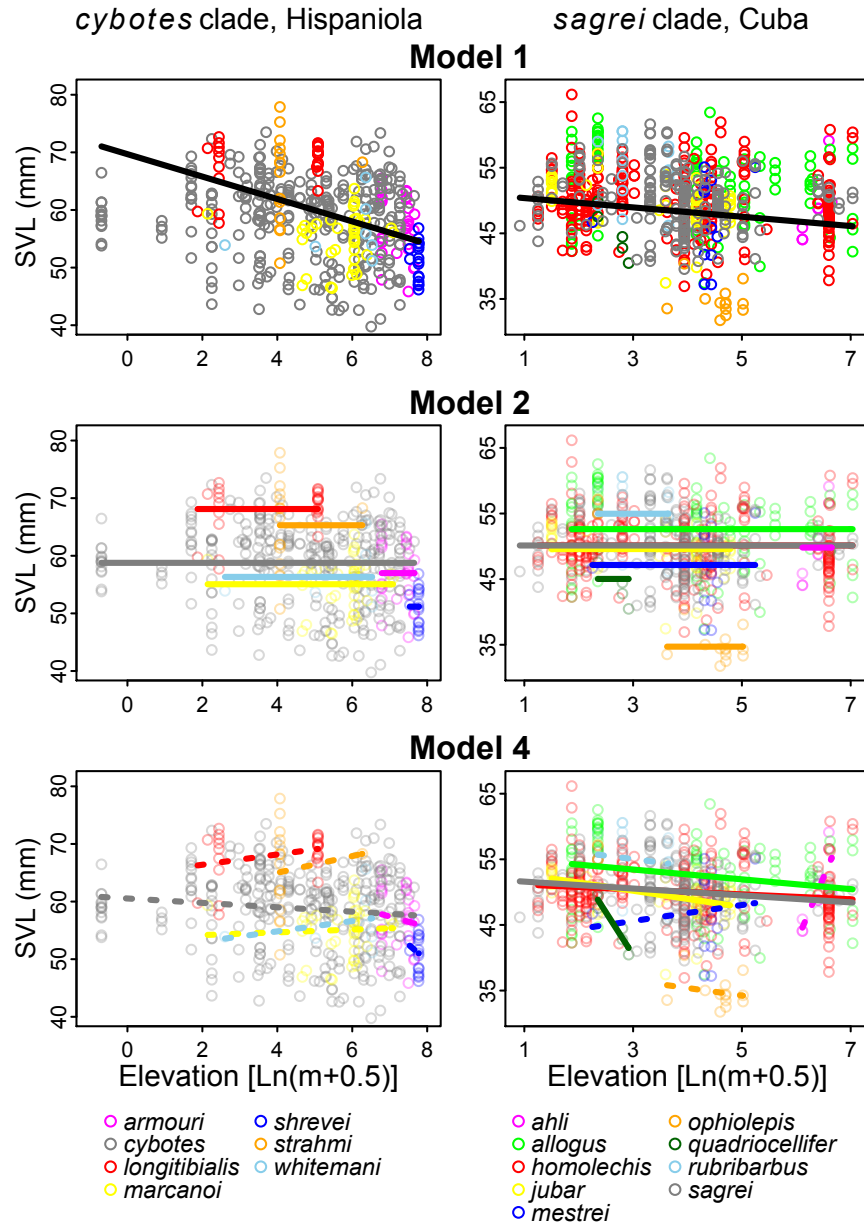 cybotes clade, Hispaniola
sagrei clade, Cuba
Model 1
SVL (mm)
80
70
60
50
40
0 2 4 6 8
65
55
45
35
1 3 5 7
Model 2
SVL (mm)
80
70
60
50
40
0 2 4 6 8
65
55
45
35
1 3 5 7
Model 4
SVL (mm)
80
70
60
50
40
0 2 4 6 8
65
55
45
35
1 3 5 7
Elevation [Ln(m+0.5)]
Elevation [Ln(m+0.5)]
armouri
cybotes
longitibialis
marcanoi
shrevei
strahmi
whitemani
ahli
allogus
homolechis
jubar
mestrei
ophiolepis
quadriocellifer
rubribarbus
sagrei